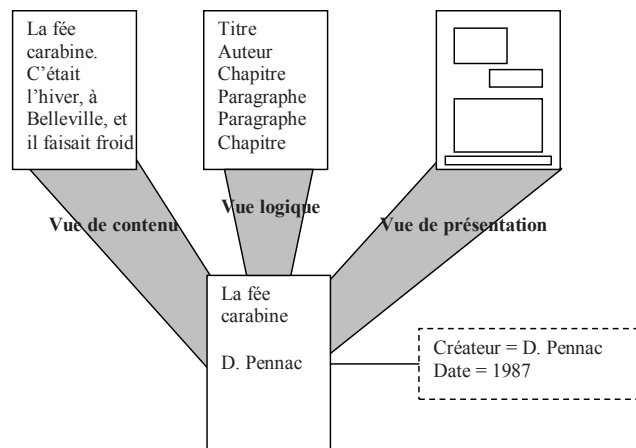 La fée
carabine.
C'était
l'hiver, à
Belleville, et
il faisait froid
Titre
Auteur
Chapitre
Paragraphe
Paragraphe
Chapitre
Vue de contenu
Vue logique
Vue de présentation
La fée
carabine
D. Pennac
Créateur = D. Pennac
Date = 1987